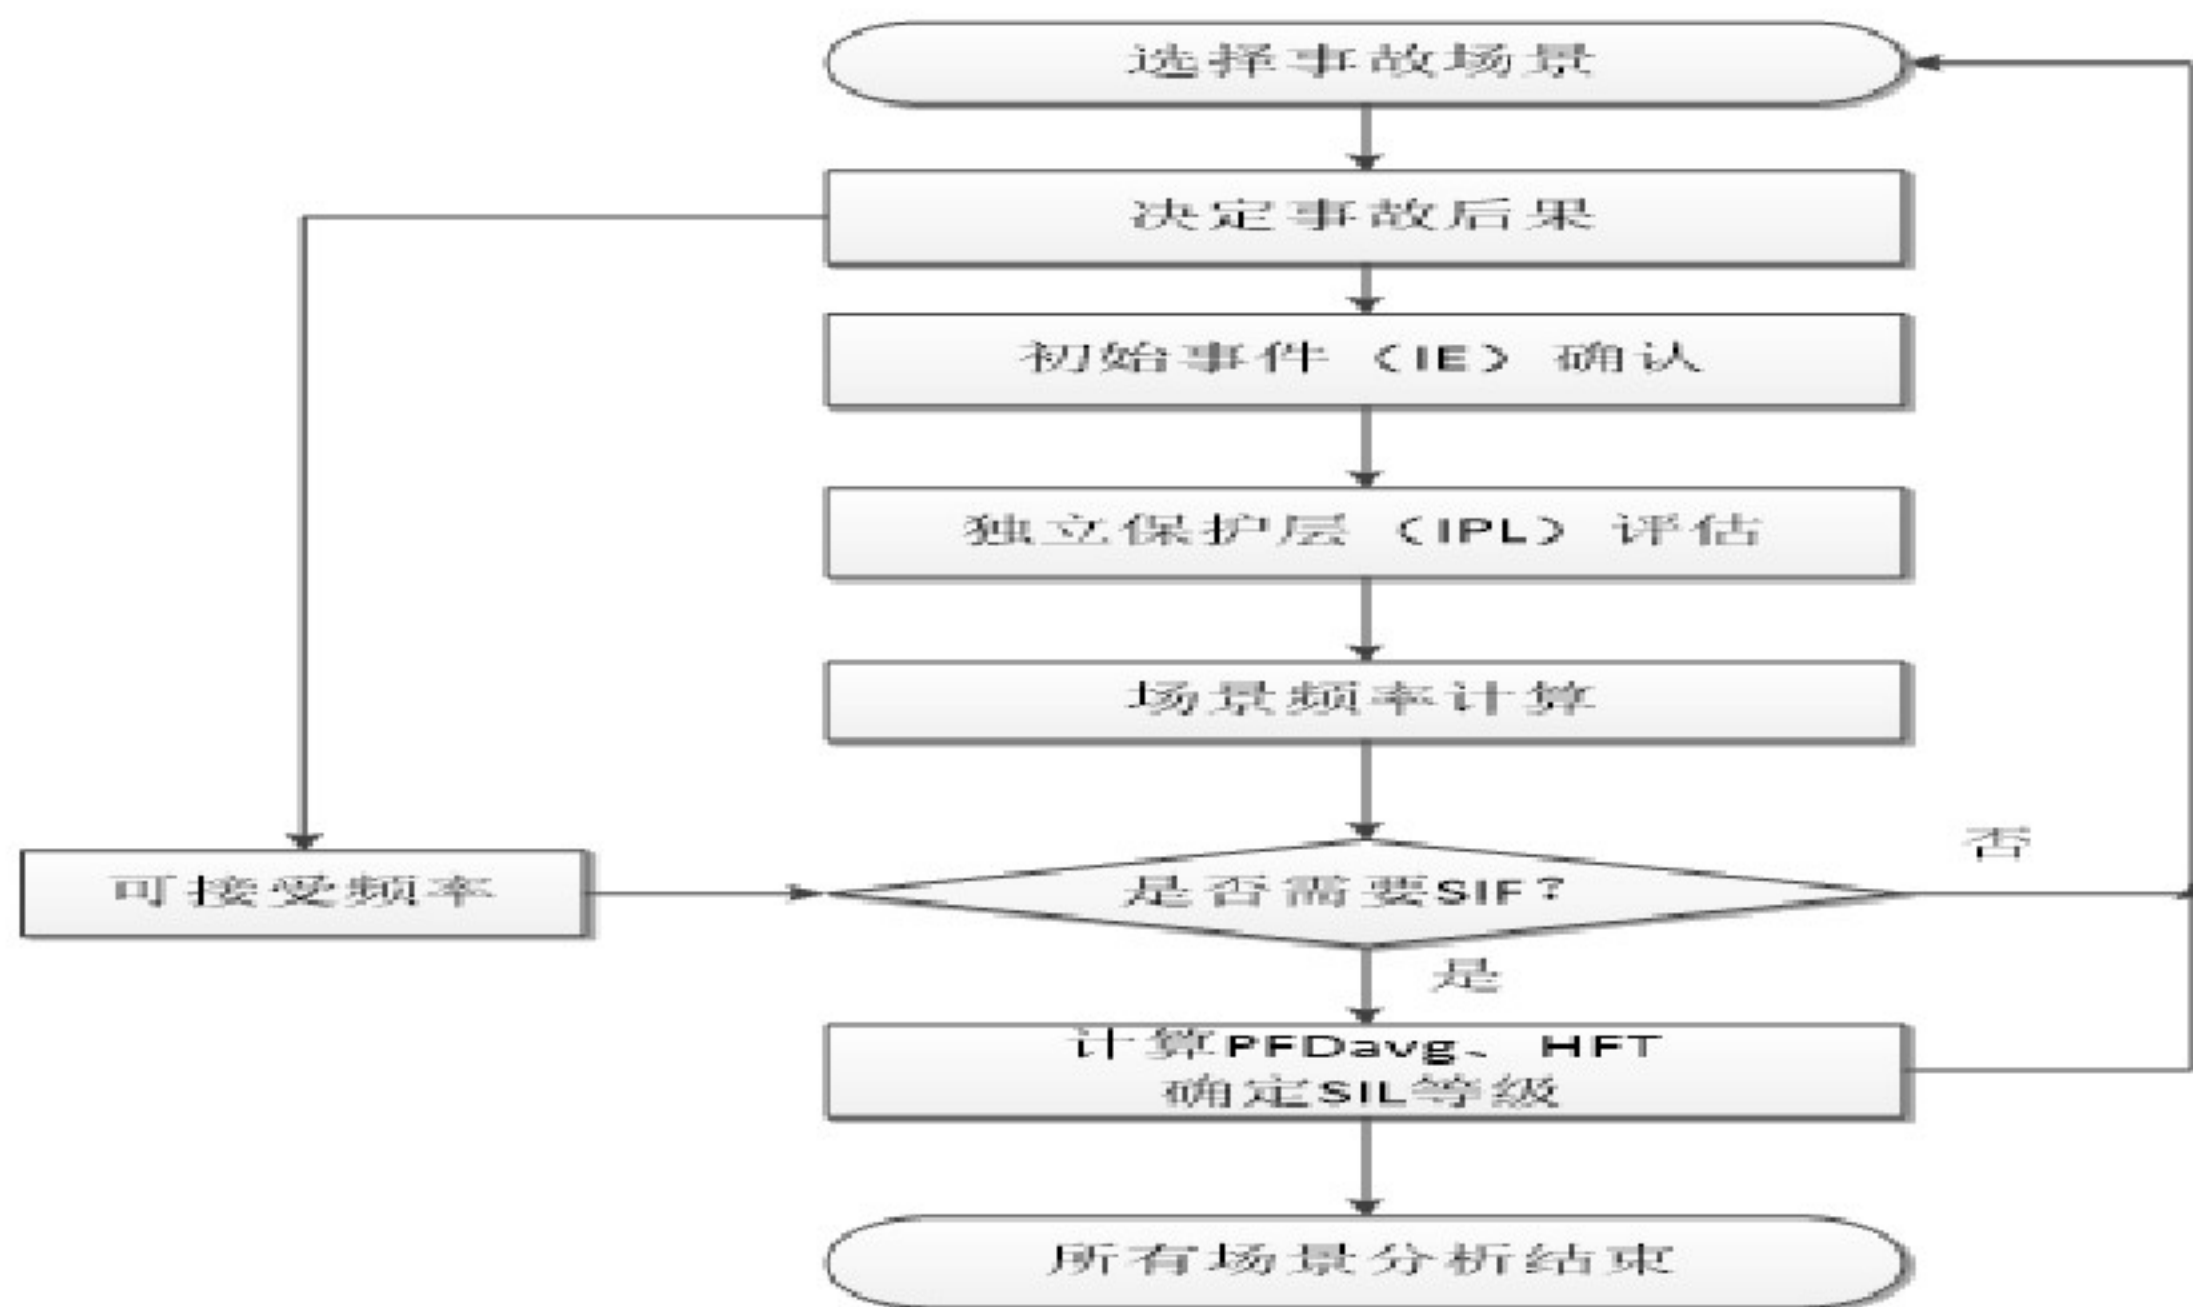 选择事故场景
决定事故后果
初始事件（IE）确认
独立保护层（IPL）评估
场景频率计算
可接受频率
是否需要SIF？
否
是
计算PFDavg、HFT
确定SIL等级
所有场景分析结束